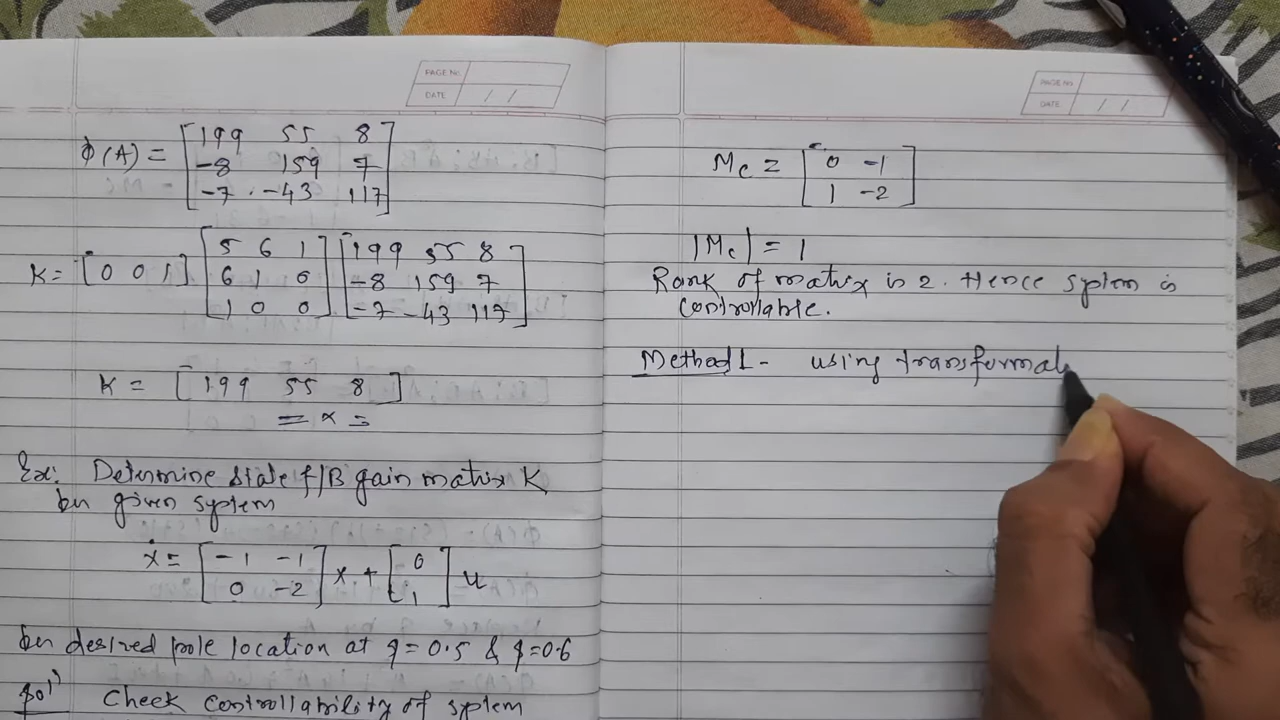 PAGE No.
DATE / /
Φ(A) = [199 55 8
-8 159 7
-7 -43 117]
K = [0 0 1] [5 6 1 [199 55 8
6 1 0 -8 159 7
1 0 0] -7 -43 117]
K = [199 55 8]
= x =
Ex: Determine state f/B gain matrix K
for given system
ẋ = [-1 -1 x + [0 u
0 -2] 1]
for desired pole location at q = 0.5 & q = 0.6
Solⁿ Check controllability of system
PAGE No.
DATE / /
Mc = [0 -1
1 -2]
|Mc| = 1
Rank of matrix is 2. Hence system is
controllable.
Method 1 - using transformat